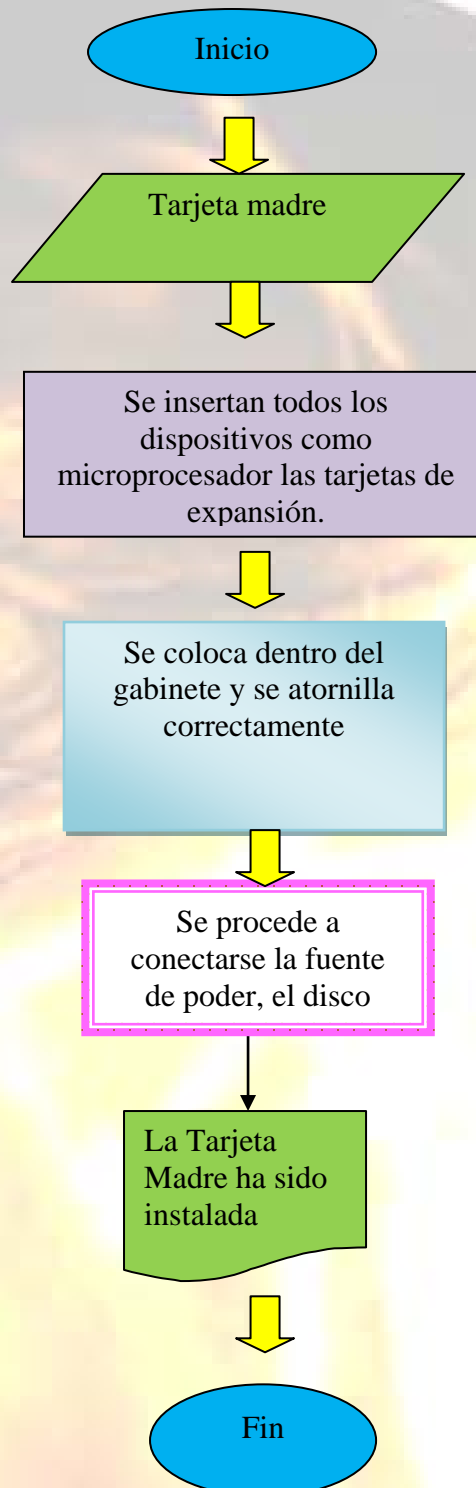 Inicio
Tarjeta madre
Se insertan todos los
dispositivos como
microprocesador las tarjetas de
expansión.
Se coloca dentro del
gabinete y se atornilla
correctamente
Se procede a
conectarse la fuente
de poder, el disco
La Tarjeta
Madre ha sido
instalada
Fin